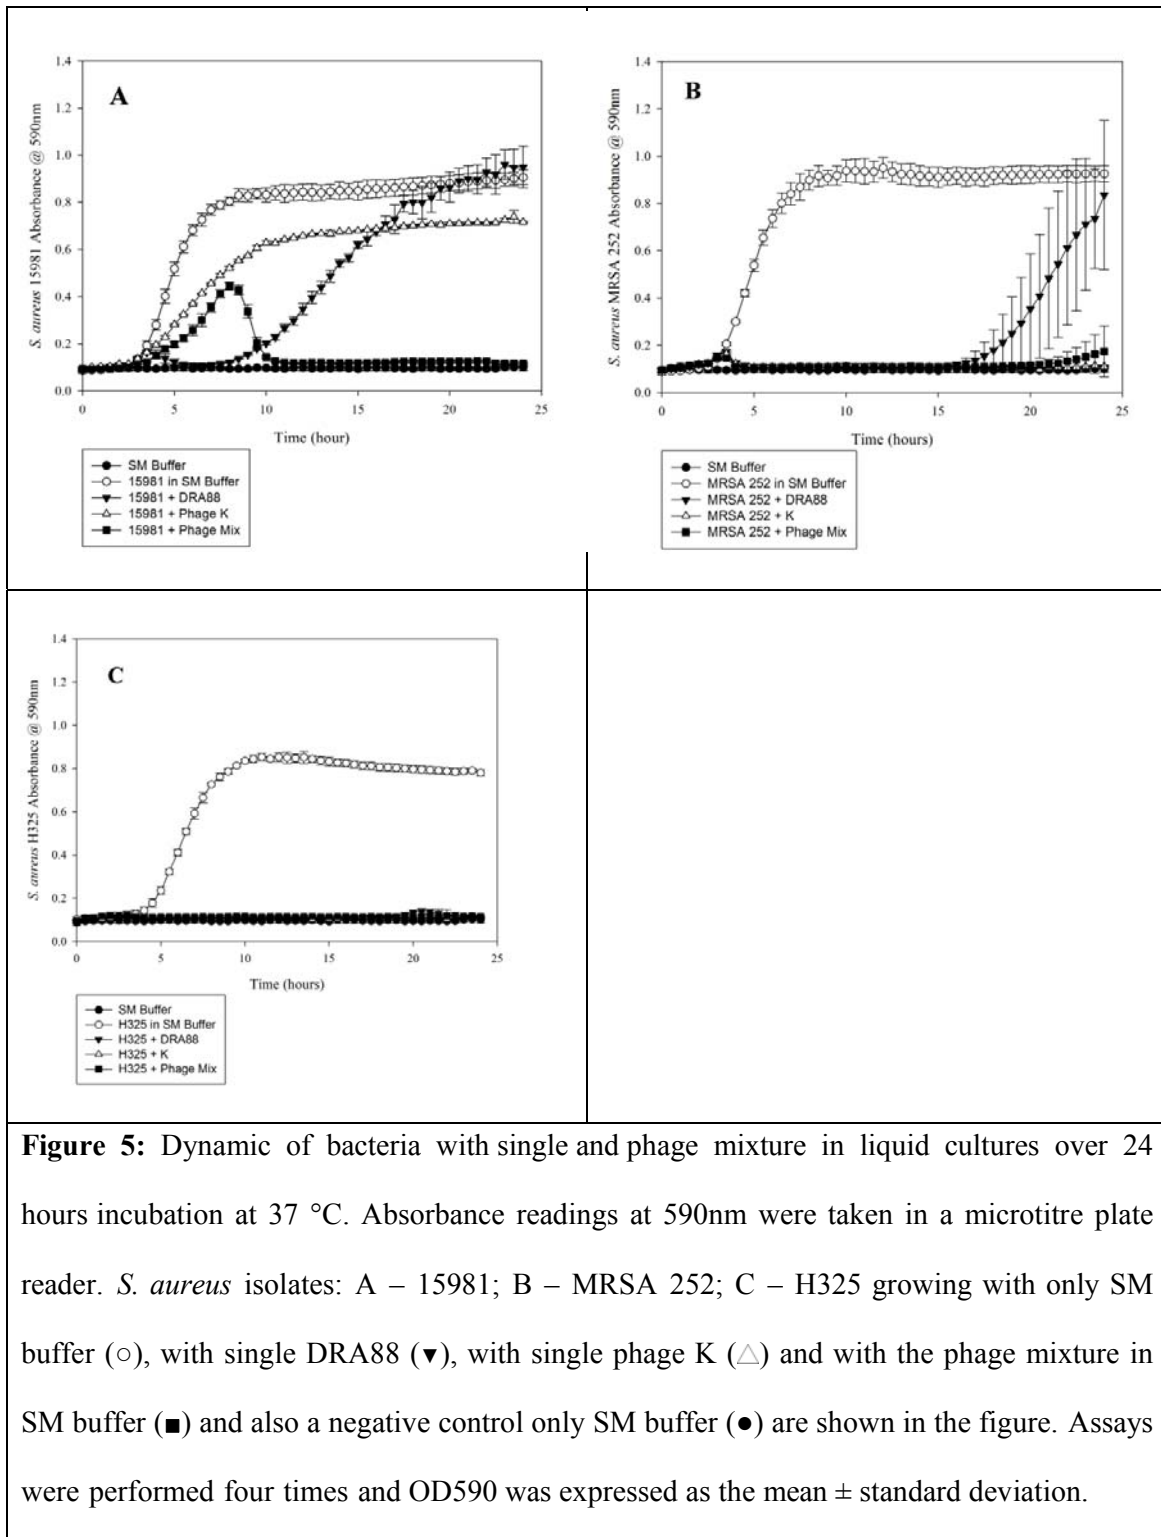 A
S. aureus 15981 Absorbance @ 590nm
1.4
1.2
1.0
0.8
0.6
0.4
0.2
0.0
0 5 10 15 20 25
Time (hour)
SM Buffer
15981 in SM Buffer
15981 + DRA88
15981 + Phage K
15981 + Phage Mix
B
S. aureus MRSA 252 Absorbance @ 590nm
1.4
1.2
1.0
0.8
0.6
0.4
0.2
0.0
0 5 10 15 20 25
Time (hours)
SM Buffer
MRSA 252 in SM Buffer
MRSA 252 + DRA88
MRSA 252 + K
MRSA 252 + Phage Mix
C
S. aureus H325 Absorbance @ 590nm
1.4
1.2
1.0
0.8
0.6
0.4
0.2
0.0
0 5 10 15 20 25
Time (hours)
SM Buffer
H325 in SM Buffer
H325 + DRA88
H325 + K
H325 + Phage Mix
Figure 5: Dynamic of bacteria with single and phage mixture in liquid cultures over 24
hours incubation at 37 °C. Absorbance readings at 590nm were taken in a microtitre plate
reader. S. aureus isolates: A – 15981; B – MRSA 252; C – H325 growing with only SM
buffer (○), with single DRA88 (▼), with single phage K (△) and with the phage mixture in
SM buffer (■) and also a negative control only SM buffer (●) are shown in the figure. Assays
were performed four times and OD590 was expressed as the mean ± standard deviation.